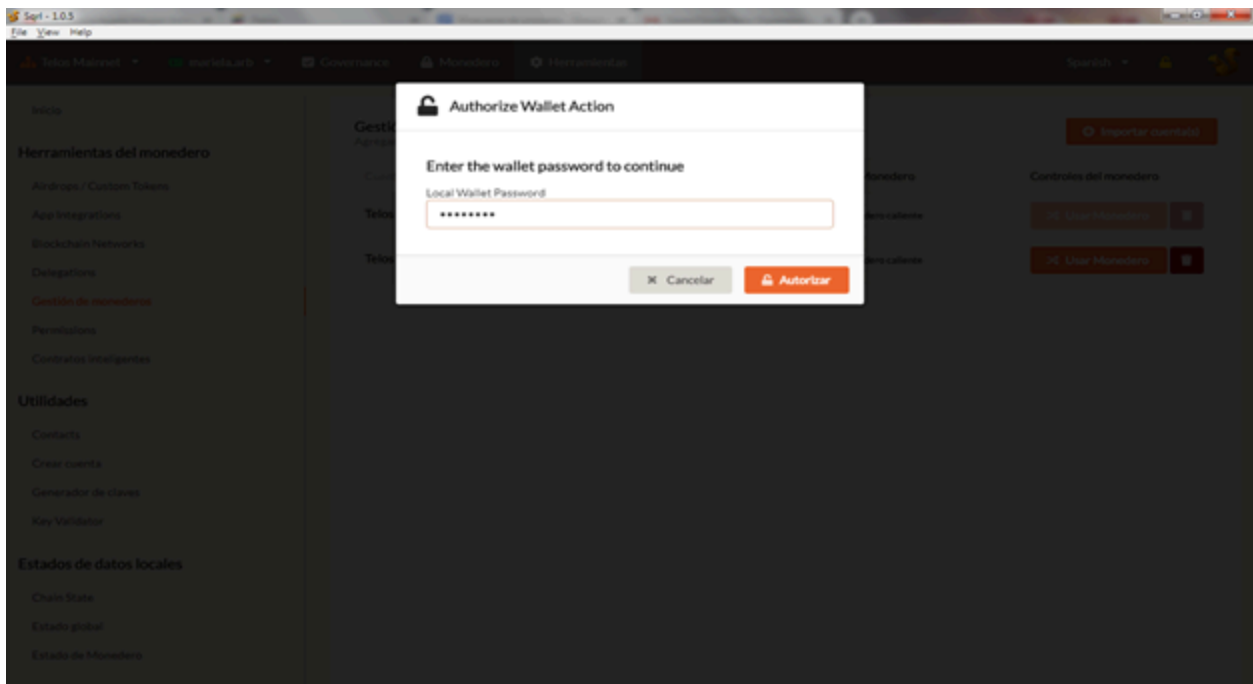 Sqrl - 1.0.5
File View Help
Telos Mainnet
Governance
Monedero
Herramientas
Spanish
Authorize Wallet Action
Enter the wallet password to continue
Local Wallet Password
••••••••
Cancelar
Autorizar
Importar cuenta(s)
Controles del monedero
Telos
Usar Monedero
Telos
Usar Monedero
Inicio
Herramientas del monedero
Airdrops / Custom Tokens
App Integrations
Blockchain Networks
Delegations
Gestión de monederos
Permissions
Contratos inteligentes
Utilidades
Contacts
Crear cuenta
Generador de claves
Key Validator
Estados de datos locales
Chain State
Estado global
Estado de Monedero